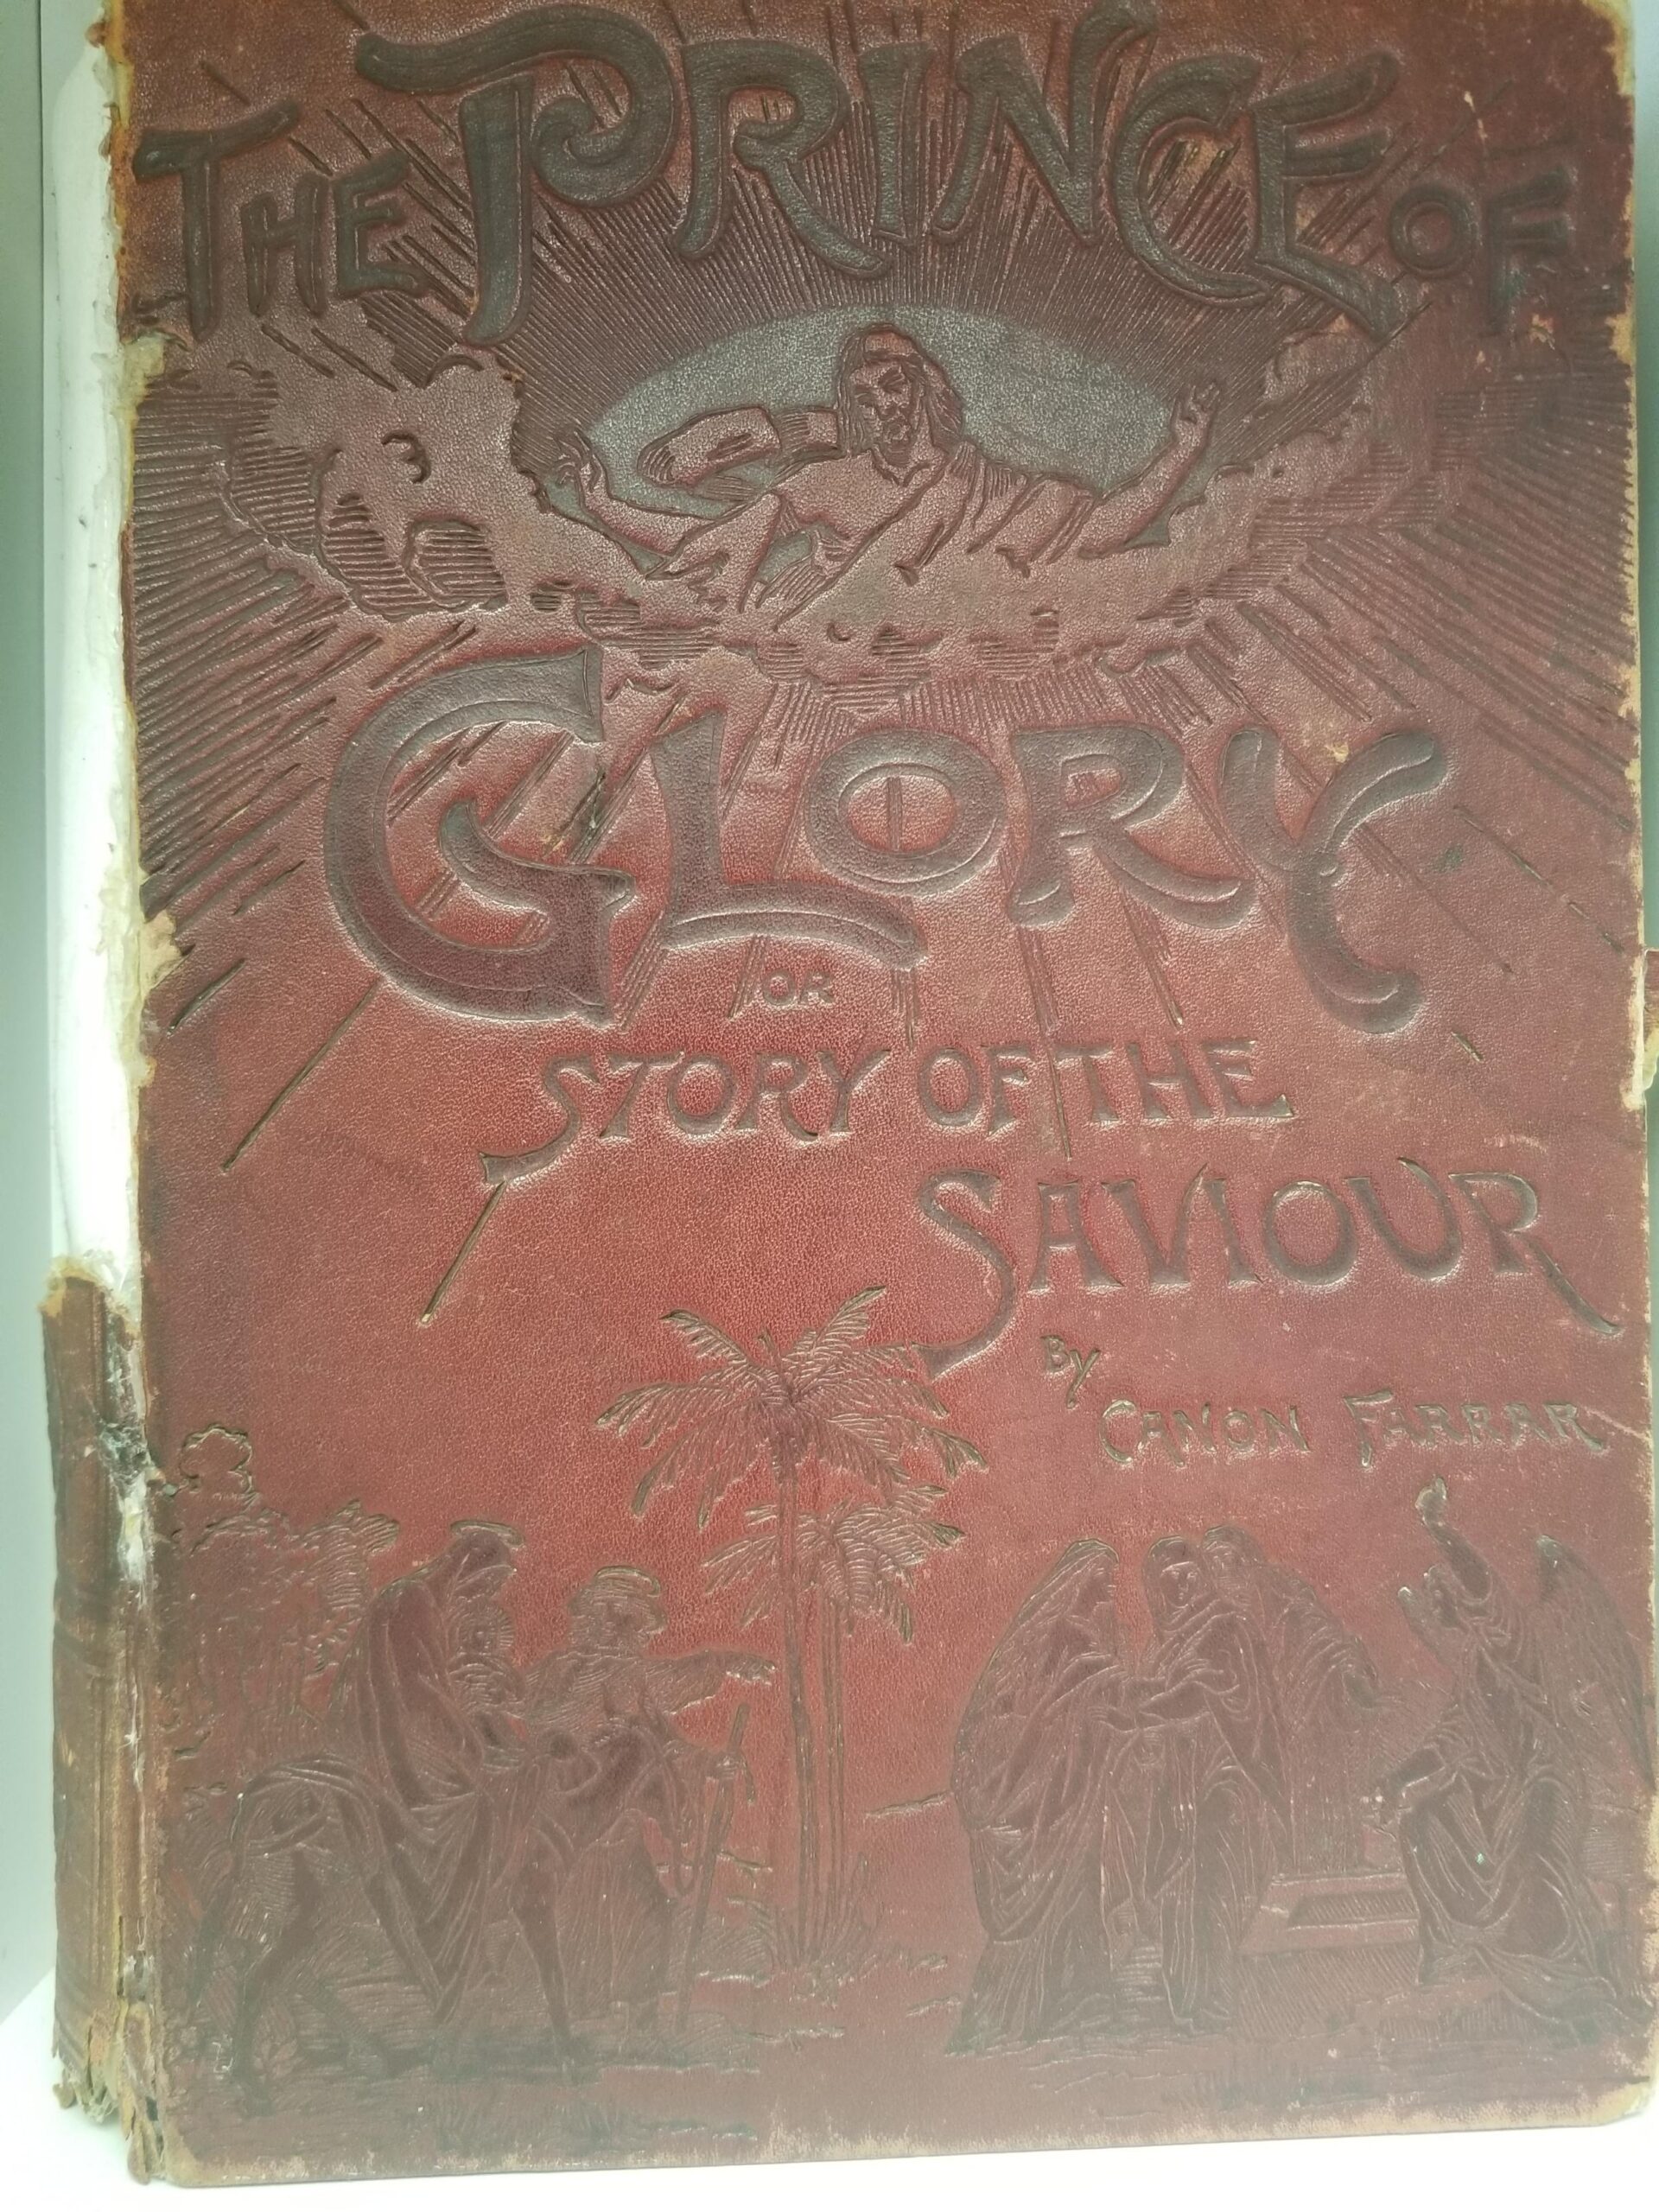 THE PRINCE OF
GLORY
OR
STORY OF THE
SAVIOUR
By
CANON FARRAR